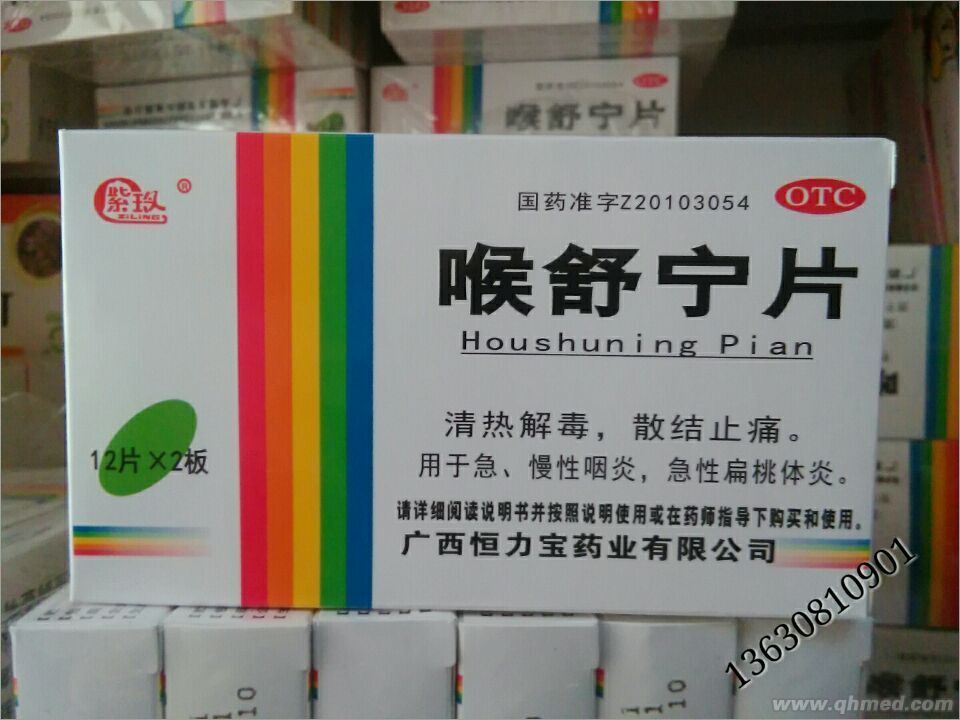 喉舒宁片
OTC
紫玲
®
ZILING
国药准字Z20103054
OTC
喉舒宁片
Houshuning Pian
清热解毒，散结止痛。
12片×2板
用于急、慢性咽炎，急性扁桃体炎。
请详细阅读说明书并按照说明使用或在药师指导下购买和使用。
广西恒力宝药业有限公司
13630810901
www.qhmed.com